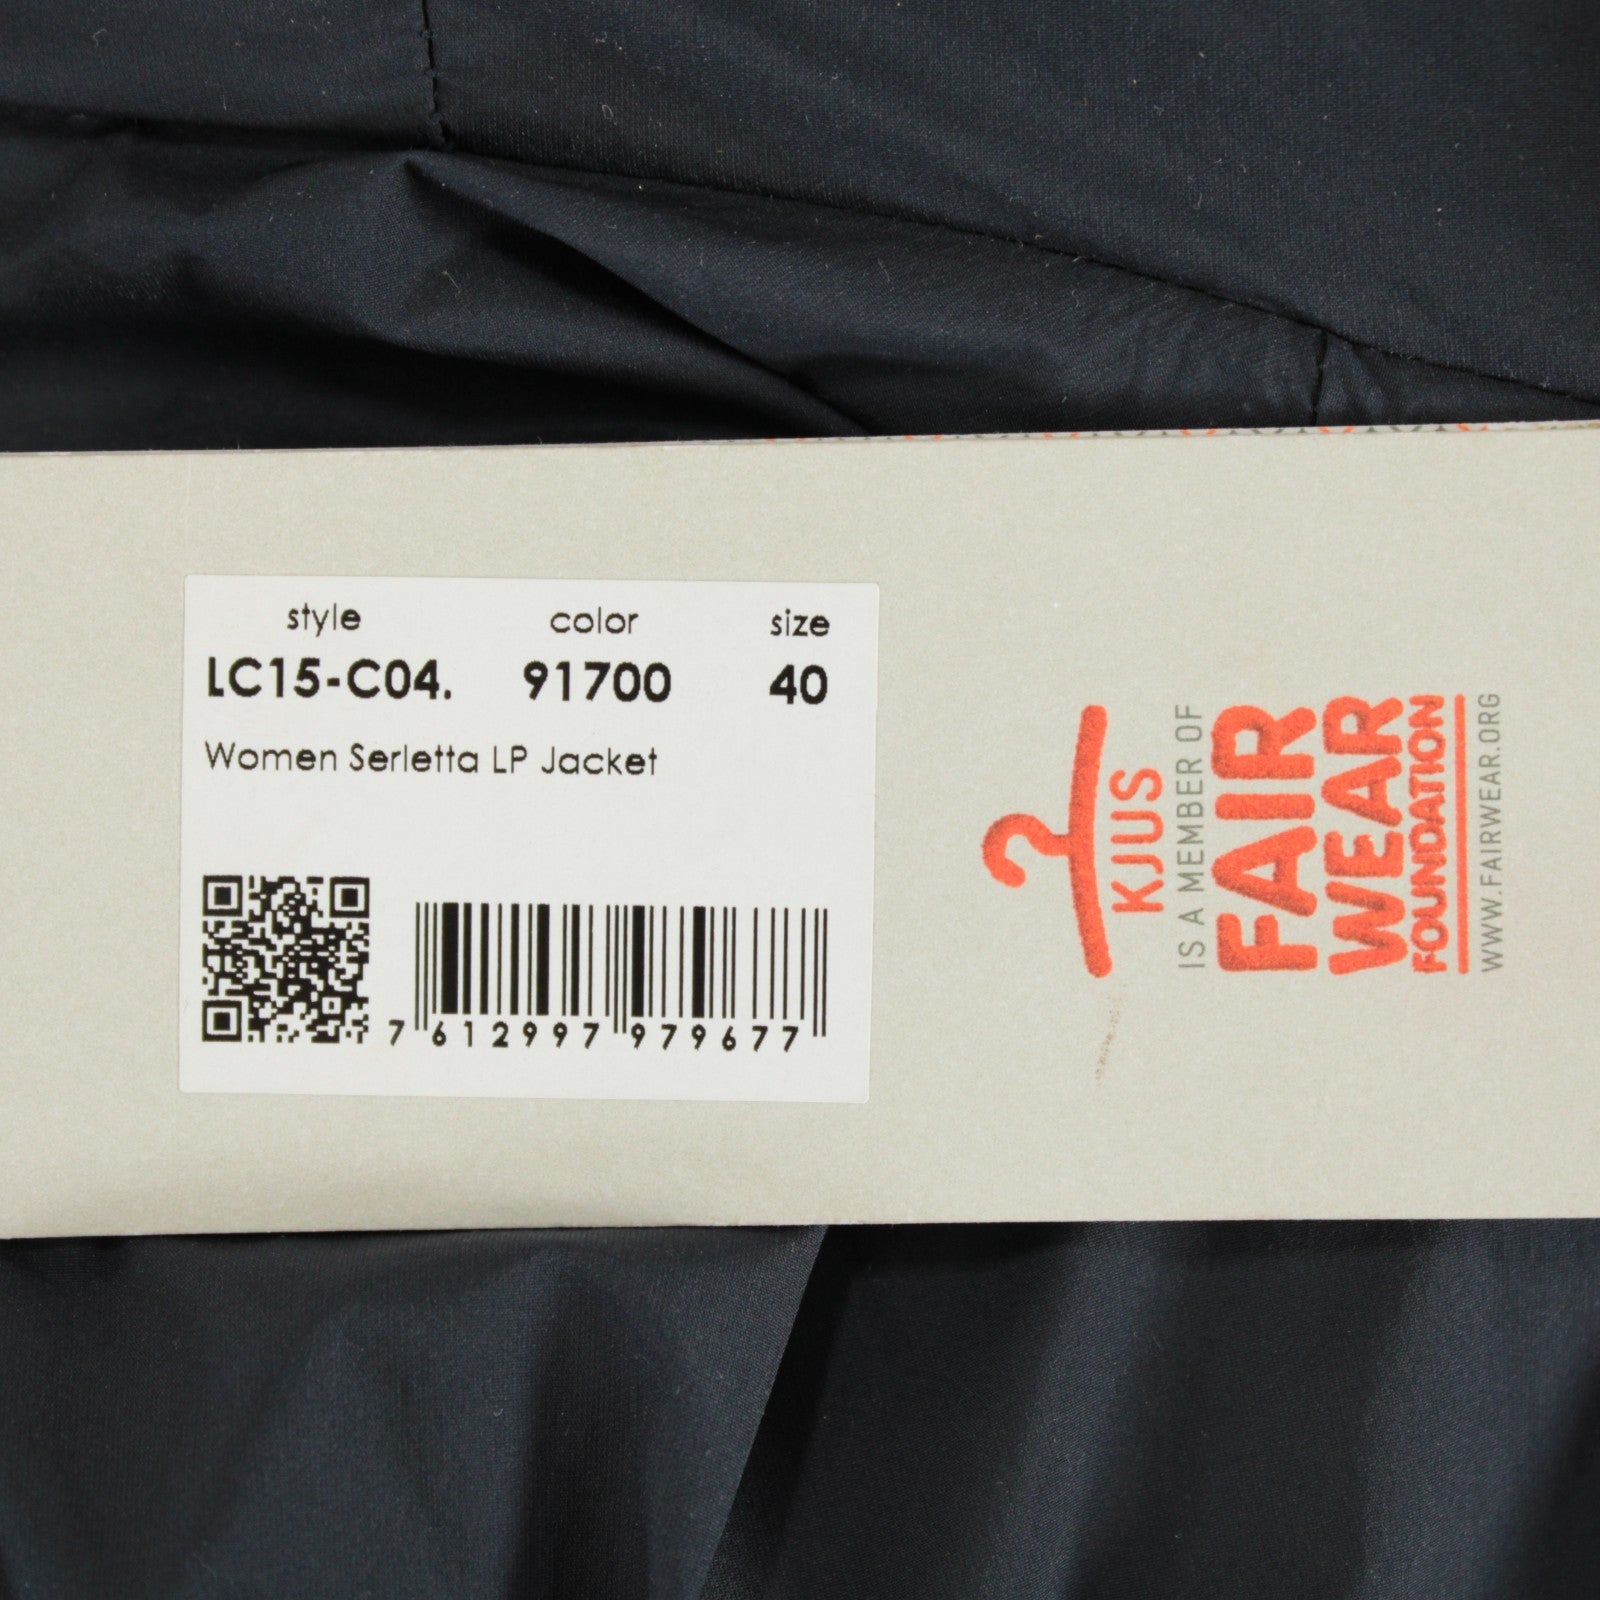 style color size
LC15-C04. 91700 40
Women Serletta LP Jacket
7 612997 979677
KJUS
IS A MEMBER OF
FAIR
WEAR
FOUNDATION
WWW.FAIRWEAR.ORG